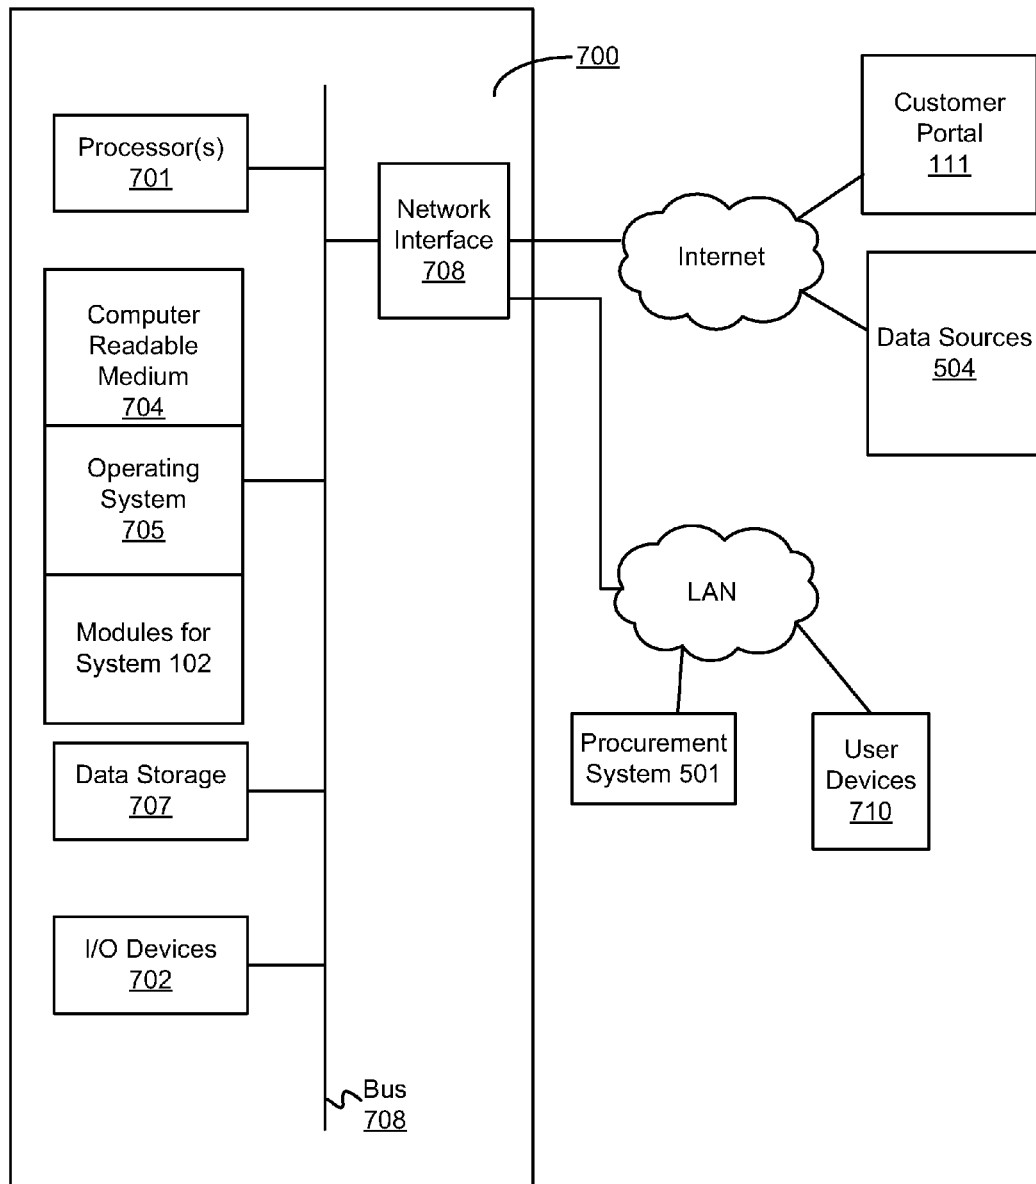 700
Processor(s)
701
Network
Interface
708
Computer
Readable
Medium
704
Operating
System
705
Modules for
System 102
Data Storage
707
I/O Devices
702
Bus
708
Internet
Customer
Portal
111
Data Sources
504
LAN
Procurement
System 501
User
Devices
710